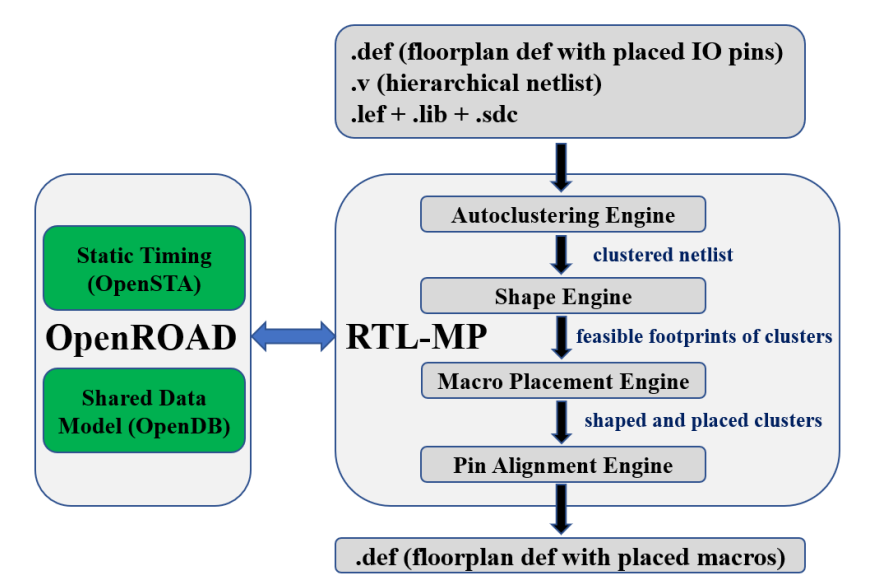 .def (floorplan def with placed IO pins)
.v (hierarchical netlist)
.lef + .lib + .sdc
Static Timing
(OpenSTA)
OpenROAD
Shared Data
Model (OpenDB)
RTL-MP
Autoclustering Engine
clustered netlist
Shape Engine
feasible footprints of clusters
Macro Placement Engine
shaped and placed clusters
Pin Alignment Engine
.def (floorplan def with placed macros)